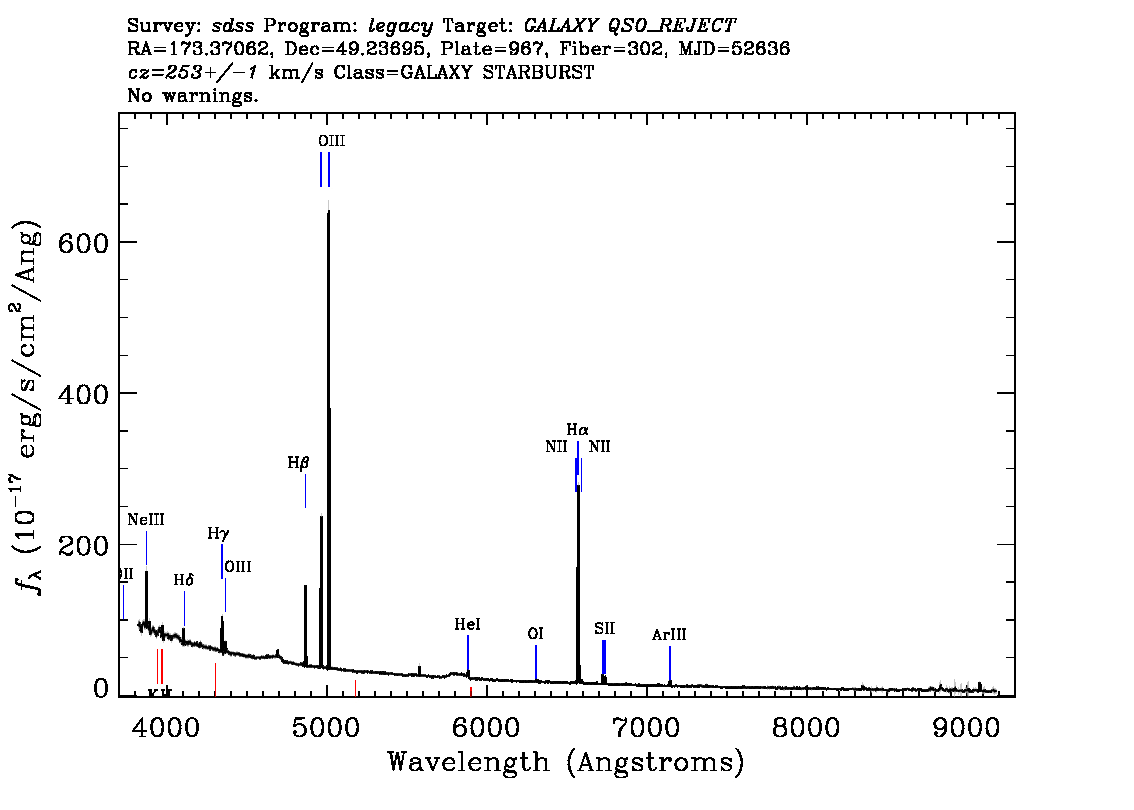 Survey: sdss Program: legacy Target: GALAXY QSO_REJECT
RA=173.37062, Dec=49.23695, Plate=967, Fiber=302, MJD=52636
cz=253+/-1 km/s Class=GALAXY STARBURST
No warnings.
OIII
600
400
Hα
NII NII
Hβ
NeIII
Hγ
200
OIII
Hδ
HeI
OI
SII
ArIII
0
K H
4000 5000 6000 7000 8000 9000
Wavelength (Angstroms)
f_λ (10^−17 erg/s/cm^2/Ang)